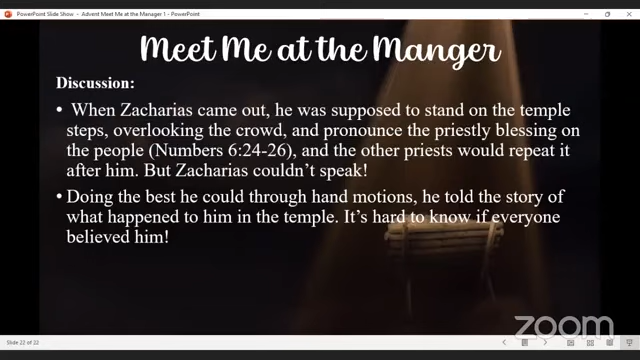 PowerPoint Slide Show - Advent Meet Me at the Manager 1 - PowerPoint
Meet Me at the Manger
Discussion:
• When Zacharias came out, he was supposed to stand on the temple
steps, overlooking the crowd, and pronounce the priestly blessing on
the people (Numbers 6:24-26), and the other priests would repeat it
after him. But Zacharias couldn't speak!
• Doing the best he could through hand motions, he told the story of
what happened to him in the temple. It's hard to know if everyone
believed him!
Slide 22 of 22
zoom